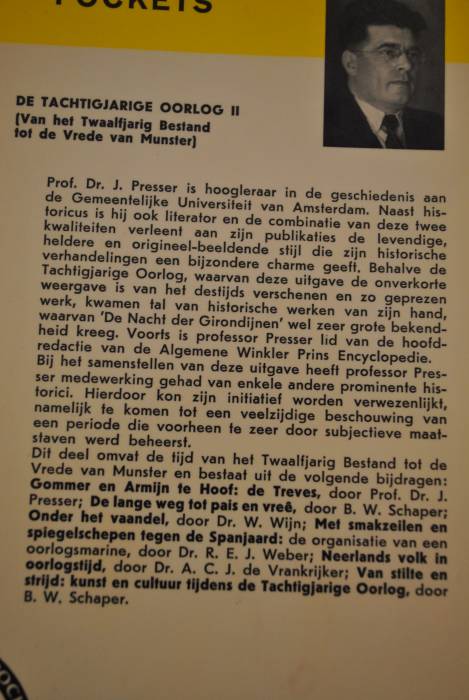 POCKETS
DE TACHTIGJARIGE OORLOG II
(Van het Twaalfjarig Bestand
tot de Vrede van Munster)
Prof. Dr. J. Presser is hoogleraar in de geschiedenis aan
de Gemeentelijke Universiteit van Amsterdam. Naast his-
toricus is hij ook literator en de combinatie van deze twee
kwaliteiten verleent aan zijn publikaties de levendige,
heldere en origineel-beeldende stijl die zijn historische
verhandelingen een bijzondere charme geeft. Behalve de
Tachtigjarige Oorlog, waarvan deze uitgave de onverkorte
weergave is van het destijds verschenen en zo geprezen
werk, kwamen tal van historische werken van zijn hand,
waarvan 'De Nacht der Girondijnen' wel zeer grote bekend-
heid kreeg. Voorts is professor Presser lid van de hoofd-
redactie van de Algemene Winkler Prins Encyclopedie.
Bij het samenstellen van deze uitgave heeft professor Pres-
ser medewerking gehad van enkele andere prominente his-
torici. Hierdoor kon zijn initiatief worden verwezenlijkt,
namelijk te komen tot een veelzijdige beschouwing van
een periode die voorheen te zeer door subjectieve maat-
staven werd beheerst.
Dit deel omvat de tijd van het Twaalfjarig Bestand tot de
Vrede van Munster en bestaat uit de volgende bijdragen:
Gommer en Armijn te Hoof: de Treves, door Prof. Dr. J.
Presser; De lange weg tot pais en vreê, door B. W. Schaper;
Onder het vaandel, door Dr. W. Wijn; Met smakzeilen en
spiegelschepen tegen de Spanjaard: de organisatie van een
oorlogsmarine, door Dr. R. E. J. Weber; Neerlands volk in
oorlogstijd, door Dr. A. C. J. de Vrankrijker; Van stilte en
strijd: kunst en cultuur tijdens de Tachtigjarige Oorlog, door
B. W. Schaper.